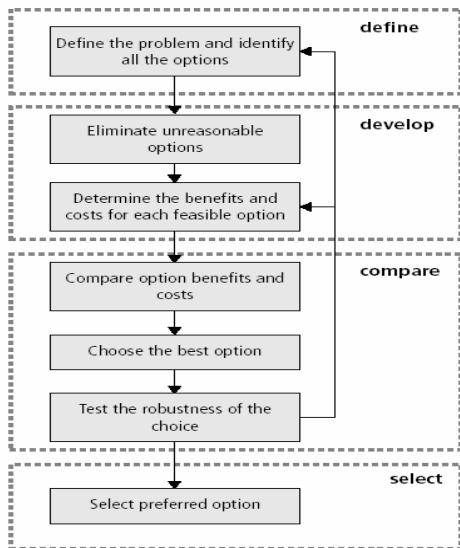 define
Define the problem and identify
all the options
develop
Eliminate unreasonable
options
Determine the benefits and
costs for each feasible option
compare
Compare option benefits and
costs
Choose the best option
Test the robustness of the
choice
select
Select preferred option